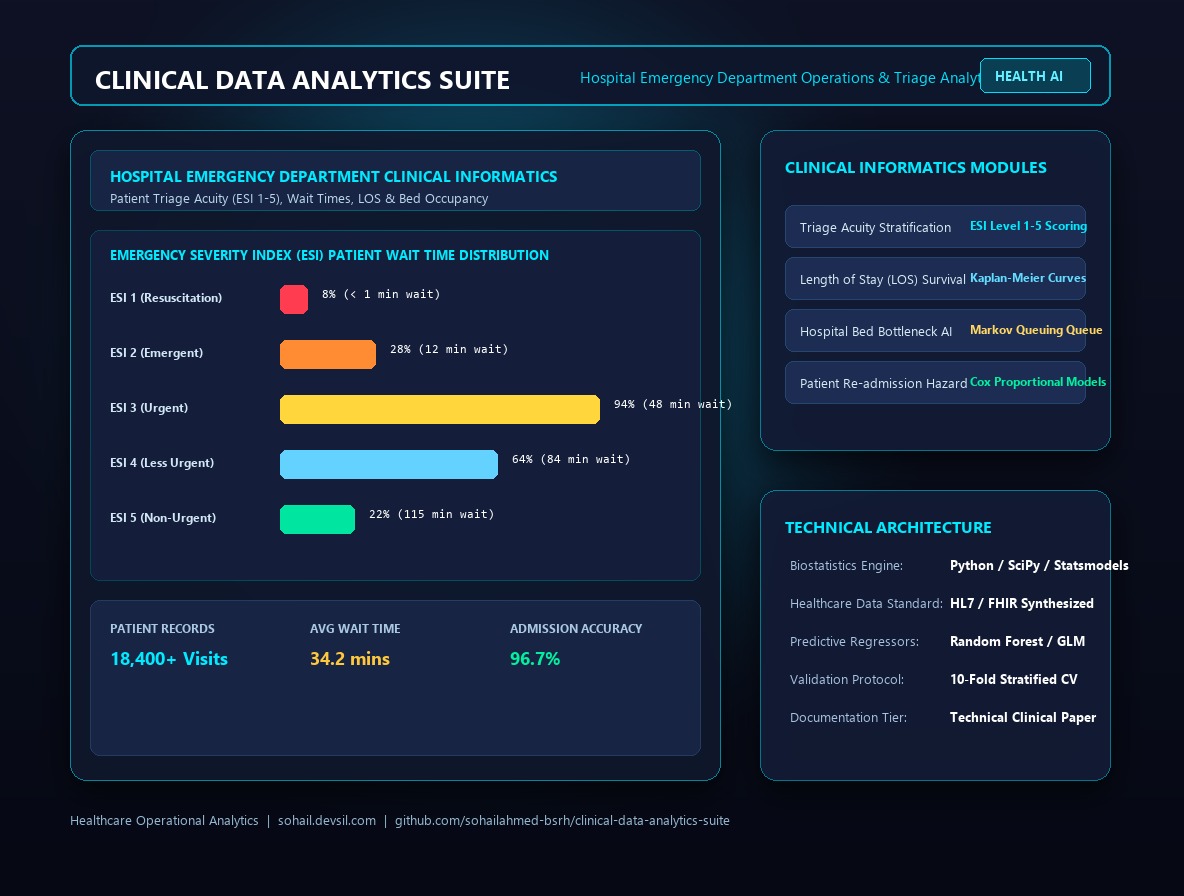 CLINICAL DATA ANALYTICS SUITE
Hospital Emergency Department Operations & Triage Analyt
HEALTH AI
HOSPITAL EMERGENCY DEPARTMENT CLINICAL INFORMATICS
Patient Triage Acuity (ESI 1-5), Wait Times, LOS & Bed Occupancy
EMERGENCY SEVERITY INDEX (ESI) PATIENT WAIT TIME DISTRIBUTION
ESI 1 (Resuscitation) 8% (< 1 min wait)
ESI 2 (Emergent) 28% (12 min wait)
ESI 3 (Urgent) 94% (48 min wait)
ESI 4 (Less Urgent) 64% (84 min wait)
ESI 5 (Non-Urgent) 22% (115 min wait)
PATIENT RECORDS AVG WAIT TIME ADMISSION ACCURACY
18,400+ Visits 34.2 mins 96.7%
CLINICAL INFORMATICS MODULES
Triage Acuity Stratification ESI Level 1-5 Scoring
Length of Stay (LOS) Survival Kaplan-Meier Curves
Hospital Bed Bottleneck AI Markov Queuing Queue
Patient Re-admission Hazard Cox Proportional Models
TECHNICAL ARCHITECTURE
Biostatistics Engine: Python / SciPy / Statsmodels
Healthcare Data Standard: HL7 / FHIR Synthesized
Predictive Regressors: Random Forest / GLM
Validation Protocol: 10-Fold Stratified CV
Documentation Tier: Technical Clinical Paper
Healthcare Operational Analytics | sohail.devsil.com | github.com/sohailahmed-bsrh/clinical-data-analytics-suite